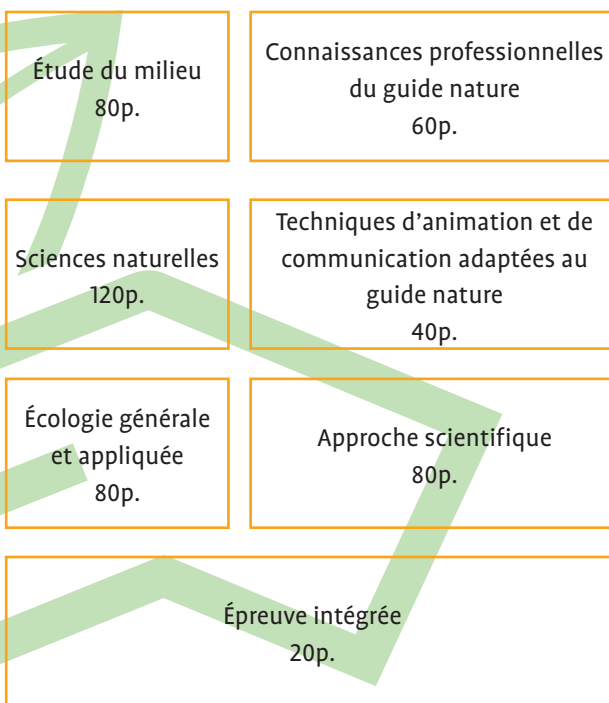 Étude du milieu
80p.
Connaissances professionnelles
du guide nature
60p.
Sciences naturelles
120p.
Techniques d'animation et de
communication adaptées au
guide nature
40p.
Écologie générale
et appliquée
80p.
Approche scientifique
80p.
Épreuve intégrée
20p.